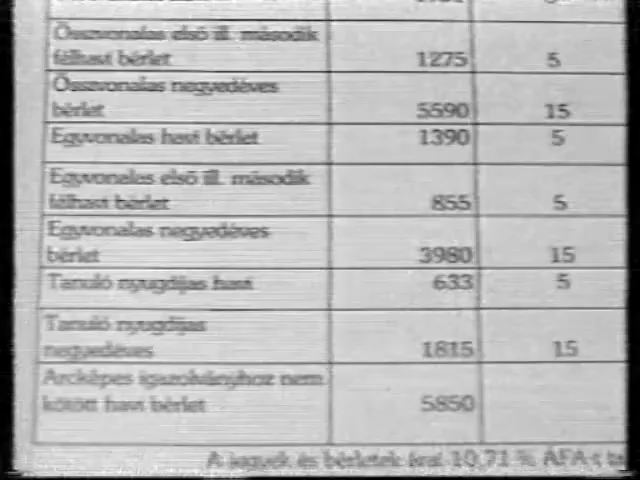 Összvonalas első ill. második
félhavi bérlet 1275 5
Összvonalas negyedéves
bérlet 5590 15
Egyvonalas havi bérlet 1390 5
Egyvonalas első ill. második
félhavi bérlet 855 5
Egyvonalas negyedéves
bérlet 3980 15
Tanuló nyugdíjas havi 633 5
Tanuló nyugdíjas
negyedéves 1815 15
Arcképes igazolványhoz nem
kötött havi bérlet 5850
A jegyek és bérletek árai 10,71 % ÁFA-t